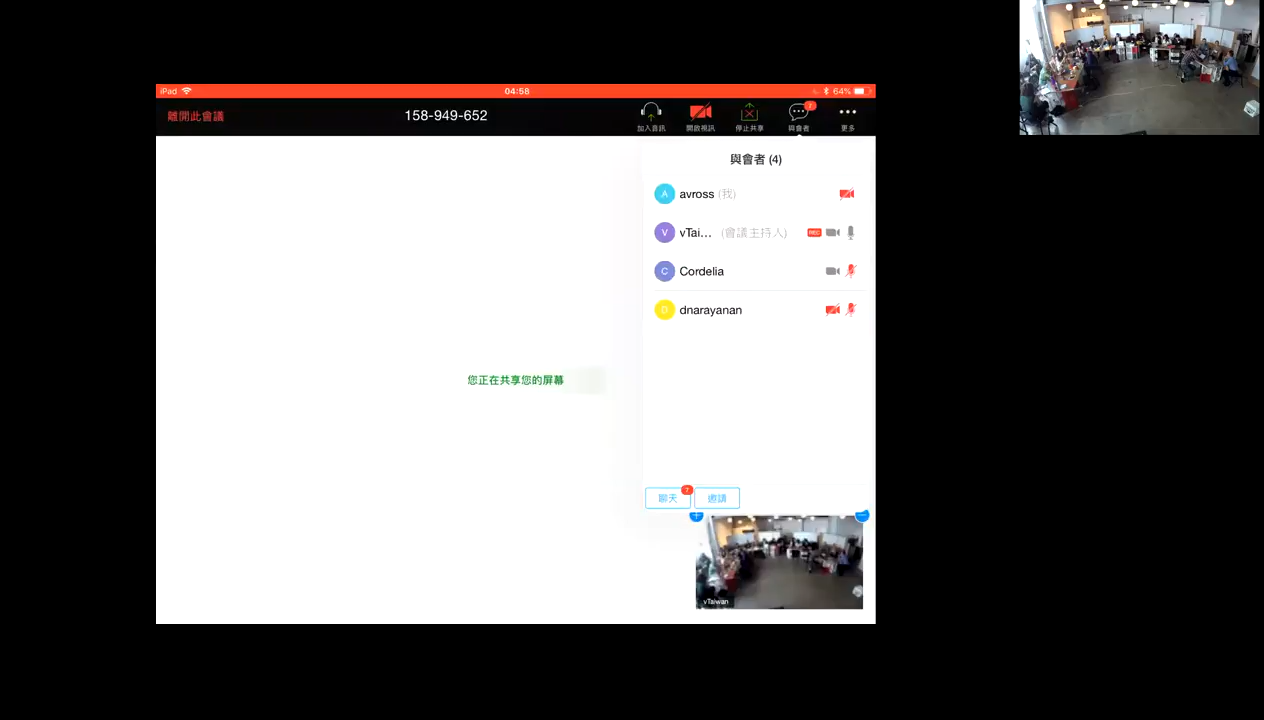 iPad 04:58 64%
離開此會議 158-949-652
加入音訊 開啟視訊 停止共享 與會者 7 更多
與會者 (4)
A avross (我)
V vTai... (會議主持人) REC
C Cordelia
D dnarayanan
您正在共享您的屏幕
聊天 7 邀請
vTaiwan